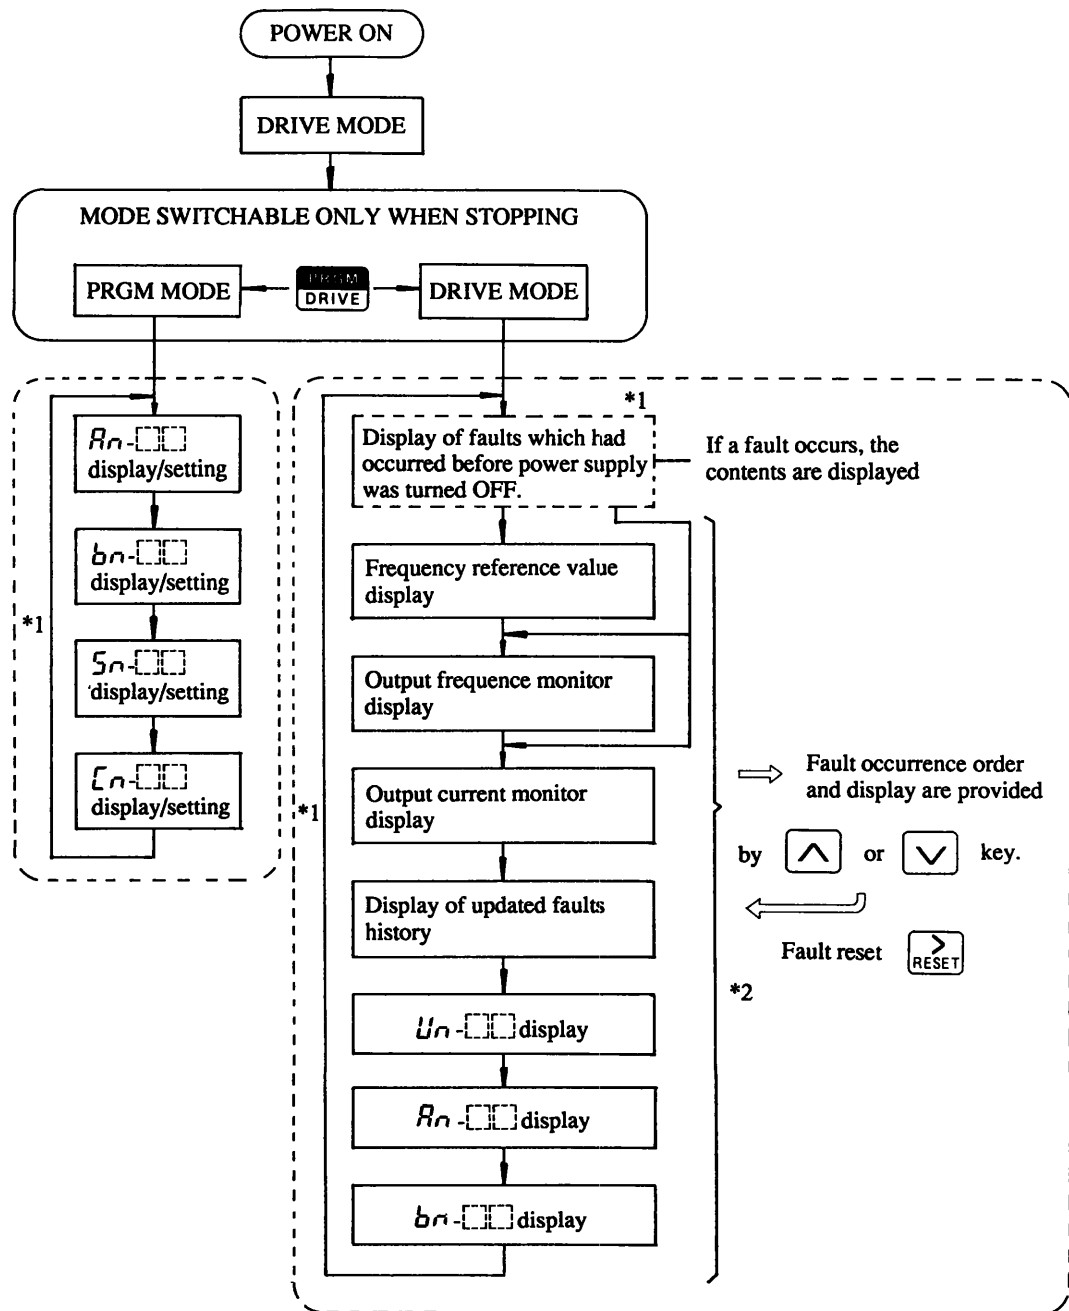 POWER ON
DRIVE MODE
MODE SWITCHABLE ONLY WHEN STOPPING
PRGM MODE
PRGM
DRIVE
DRIVE MODE
An-
display/setting
bn-
display/setting
Sn-
display/setting
Cn-
display/setting
*1
*1
Display of faults which had
occurred before power supply
was turned OFF.
If a fault occurs, the
contents are displayed
Frequency reference value
display
Output frequence monitor
display
Output current monitor
display
*1
Display of updated faults
history
Un- display
An- display
bn- display
Fault occurrence order
and display are provided
by or key.
Fault reset
RESET
*2